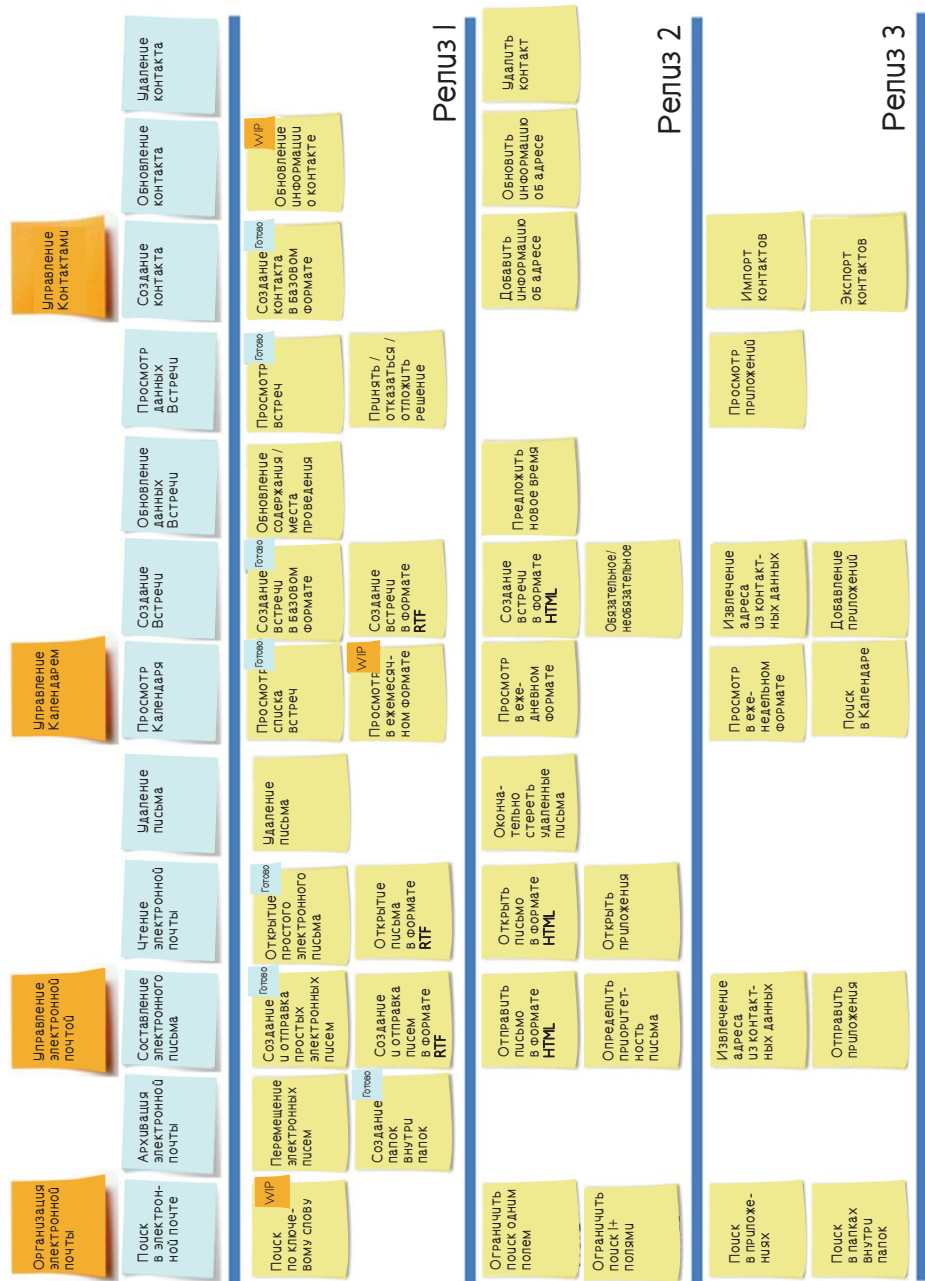 Организация
электронной
почты
Управление
электронной
почтой
Управление
Календарем
Управление
Контактами
Поиск
в электрон-
ной почте
Архивация
электронной
почты
Составление
электронного
письма
Чтение
электронной
почты
Удаление
письма
Просмотр
Календаря
Создание
Встречи
Обновление
данных
Встречи
Просмотр
данных
Встречи
Создание
контакта
Обновление
контакта
Удаление
контакта
WIP
Поиск
по ключе-
вому слову
Перемещение
электронных
писем
Готово
Создание
и отправка
простых
электронных
писем
Готово
Открытие
простого
электронного
письма
Удаление
письма
Готово
Просмотр
списка
встреч
Готово
Создание
встречи
в базовом
формате
Обновление
содержания /
места
проведения
Готово
Просмотр
встреч
Готово
Создание
контакта
в базовом
формате
WIP
Обновление
информации
о контакте
Готово
Создание
папок
внутри
папок
Создание
и отправка
писем
в формате
RTF
Открытие
письма
в формате
RTF
WIP
Просмотр
в ежемесяч-
ном формате
Создание
встречи
в формате
RTF
Принять /
отказаться /
отложить
решение
Релиз 1
Ограничить
поиск одним
полем
Отправить
письмо
в формате
HTML
Открыть
письмо
в формате
HTML
Оконча-
тельно
стереть
удаленные
письма
Просмотр
в еже-
дневном
формате
Создание
встречи
в формате
HTML
Предложить
новое время
Добавить
информацию
об адресе
Обновить
информацию
об адресе
Удалить
контакт
Ограничить
поиск 1+
полями
Определить
приоритет-
ность
письма
Открыть
приложения
Обязательное/
необязательное
Релиз 2
Поиск
в приложе-
ниях
Извлечение
адреса
из контакт-
ных данных
Просмотр
в еже-
недельном
формате
Извлечение
адреса
из контакт-
ных данных
Просмотр
приложений
Импорт
контактов
Поиск
в папках
внутри
папок
Отправить
приложения
Поиск
в Календаре
Добавление
приложений
Экспорт
контактов
Релиз 3